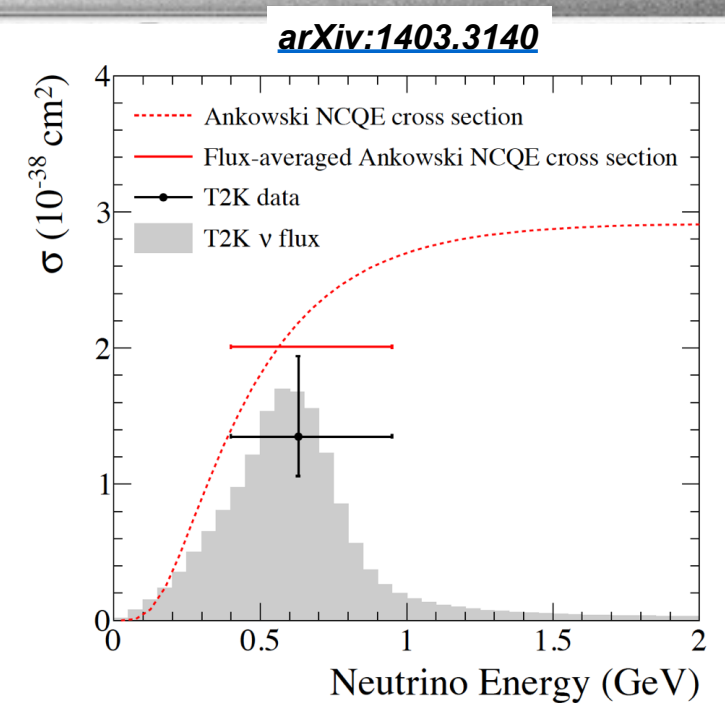 arXiv:1403.3140
4
Ankowski NCQE cross section
Flux-averaged Ankowski NCQE cross section
T2K data
T2K ν flux
3
2
1
0
σ (10⁻³⁸ cm²)
0 0.5 1 1.5 2
Neutrino Energy (GeV)